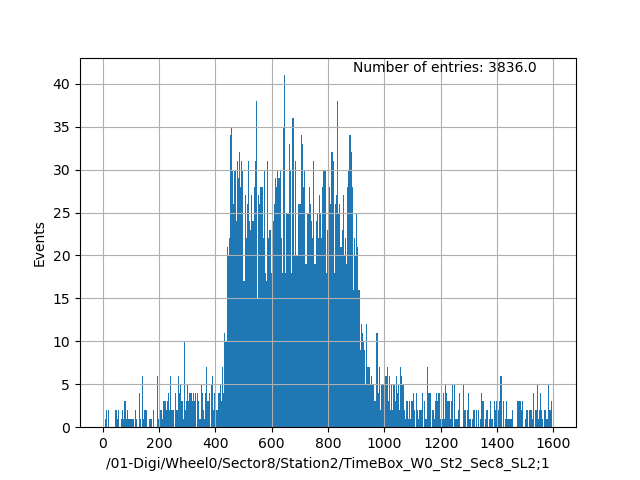 Number of entries: 3836.0
40
35
30
25
20
15
10
5
0
Events
0 200 400 600 800 1000 1200 1400 1600
/01-Digi/Wheel0/Sector8/Station2/TimeBox_W0_St2_Sec8_SL2;1